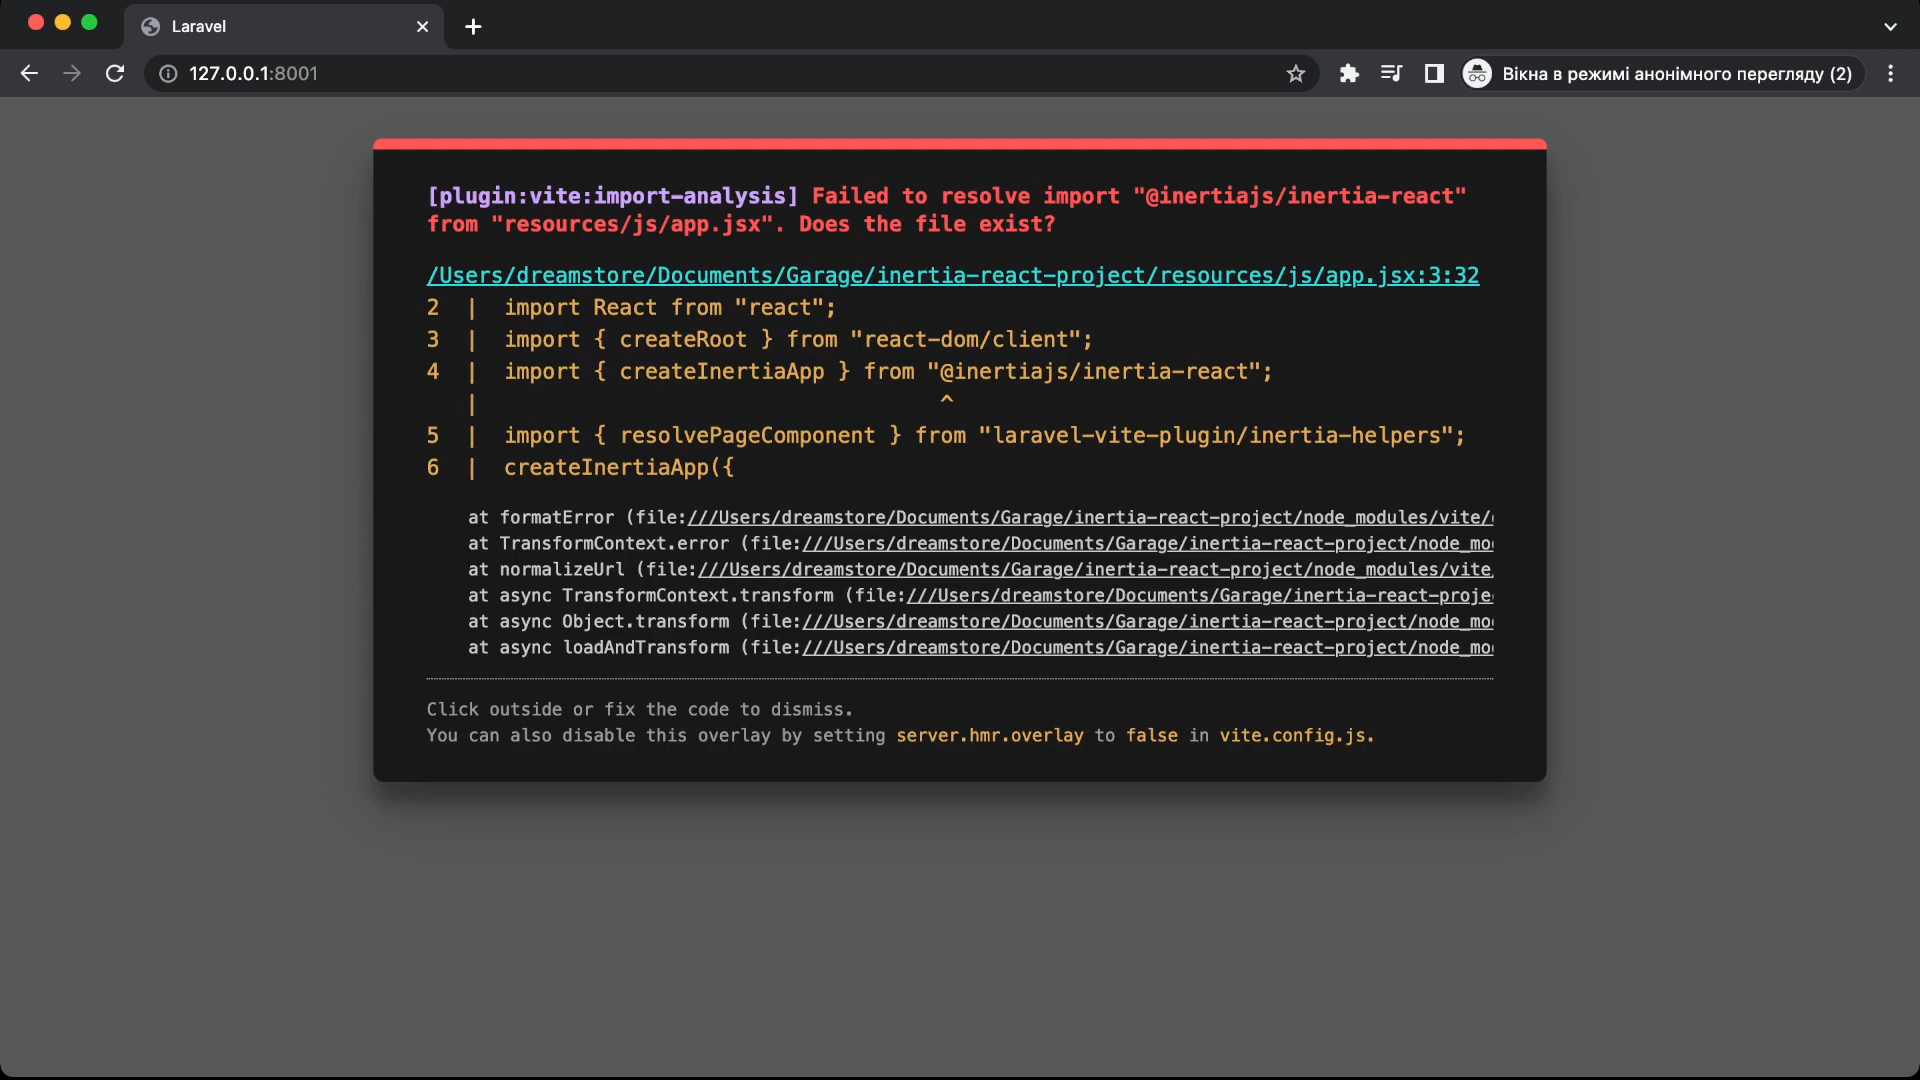 Laravel
127.0.0.1:8001
Вікна в режимі анонімного перегляду (2)
[plugin:vite:import-analysis] Failed to resolve import "@inertiajs/inertia-react"
from "resources/js/app.jsx". Does the file exist?
/Users/dreamstore/Documents/Garage/inertia-react-project/resources/js/app.jsx:3:32
2 | import React from "react";
3 | import { createRoot } from "react-dom/client";
4 | import { createInertiaApp } from "@inertiajs/inertia-react";
| ^
5 | import { resolvePageComponent } from "laravel-vite-plugin/inertia-helpers";
6 | createInertiaApp({
at formatError (file:///Users/dreamstore/Documents/Garage/inertia-react-project/node_modules/vite/
at TransformContext.error (file:///Users/dreamstore/Documents/Garage/inertia-react-project/node_mo
at normalizeUrl (file:///Users/dreamstore/Documents/Garage/inertia-react-project/node_modules/vite
at async TransformContext.transform (file:///Users/dreamstore/Documents/Garage/inertia-react-proje
at async Object.transform (file:///Users/dreamstore/Documents/Garage/inertia-react-project/node_mo
at async loadAndTransform (file:///Users/dreamstore/Documents/Garage/inertia-react-project/node_mo
Click outside or fix the code to dismiss.
You can also disable this overlay by setting server.hmr.overlay to false in vite.config.js.